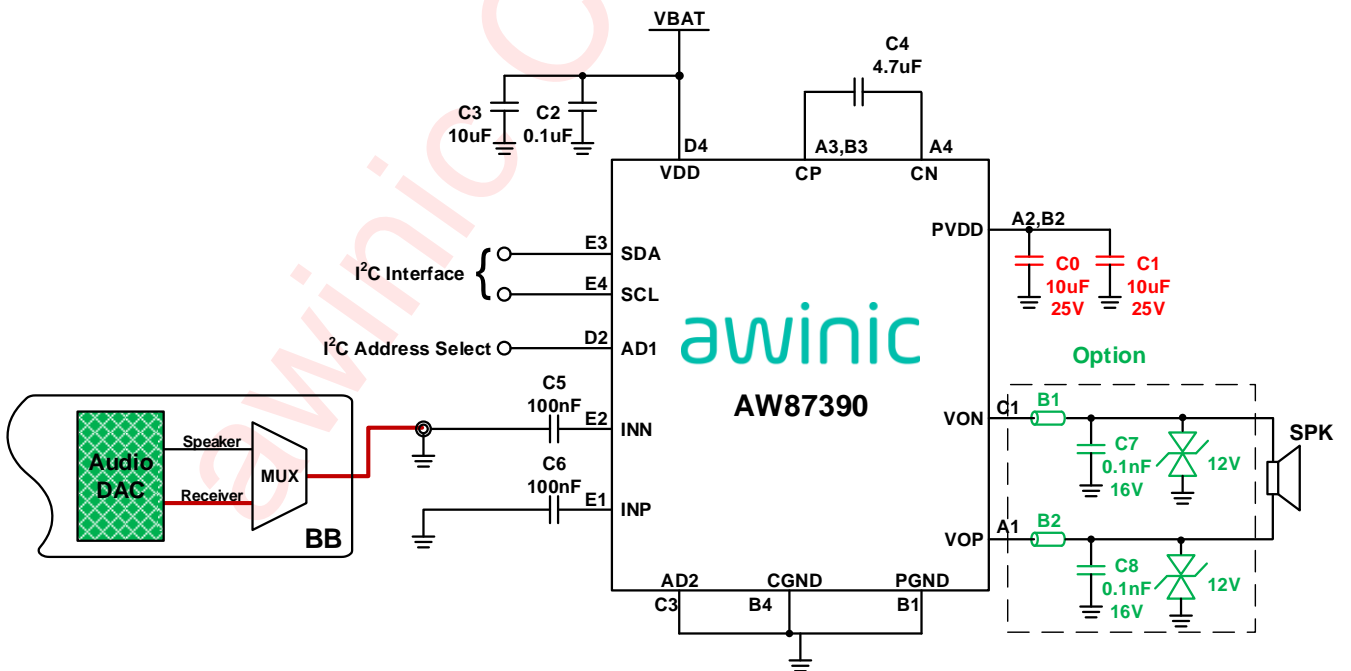 VBAT
C4
4.7uF
C3
10uF
C2
0.1uF
D4
A3,B3
A4
VDD
CP
CN
PVDD
A2,B2
C0
10uF
25V
C1
10uF
25V
I2C Interface {
E3
SDA
E4
SCL
I2C Address Select
D2
AD1
awinic
AW87390
Option
C5
100nF
E2
INN
C6
100nF
E1
INP
Speaker
Audio
DAC
Receiver
MUX
BB
VON
C1
B1
C7
0.1nF
16V
12V
SPK
VOP
A1
B2
C8
0.1nF
16V
12V
AD2
CGND
PGND
C3
B4
B1
awinic C